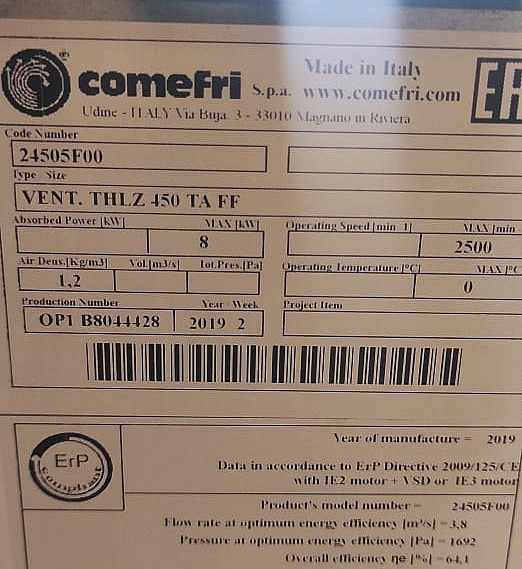 comefri S.p.a.
Made in Italy
www.comefri.com
EAC
Udine - ITALY Via Buja, 3 - 33010 Magnano in Riviera
Code Number
24505F00
Type Size
VENT. THLZ 450 TA FF
Absorbed Power [kW] MAX [kW] Operating Speed [min-1] MAX [min
8 2500
Air Dens.[Kg/m3] Vol.[m3/s] Tot.Pres.[Pa] Operating Temperature [°C] MAX [°C
1,2 0
Production Number Year Week Project Item
OP1 B8044428 2019 2
ErP
compliant
Year of manufacture = 2019
Data in accordance to ErP Directive 2009/125/CE
with IE2 motor + VSD or IE3 motor
Product's model number = 24505F00
Flow rate at optimum energy efficiency [m³/s] = 3,8
Pressure at optimum energy efficiency [Pa] = 1692
Overall efficiency ηe [%] = 64,1